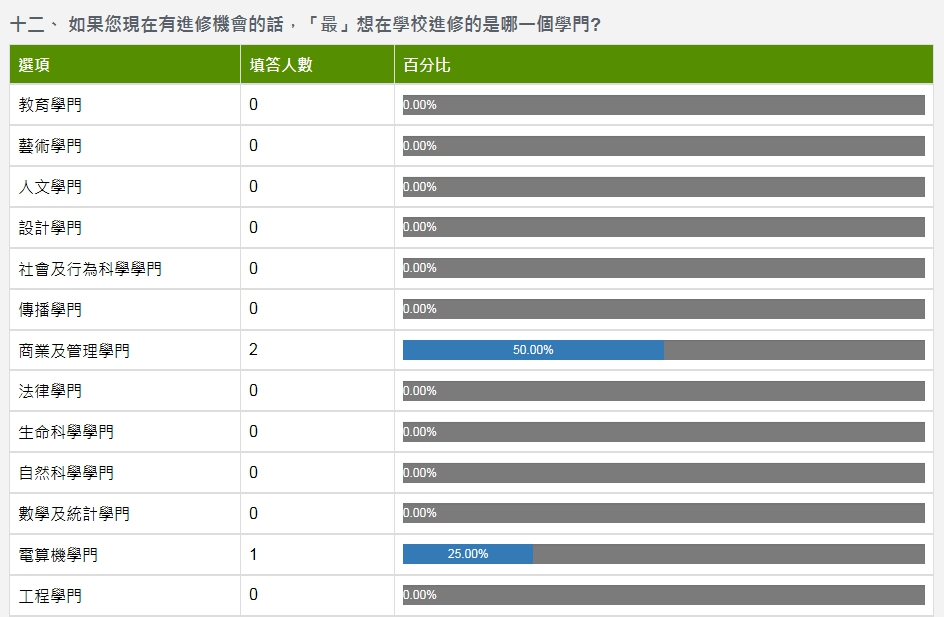 十二、 如果您現在有進修機會的話，「最」想在學校進修的是哪一個學門?
選項 填答人數 百分比
教育學門 0 0.00%
藝術學門 0 0.00%
人文學門 0 0.00%
設計學門 0 0.00%
社會及行為科學學門 0 0.00%
傳播學門 0 0.00%
商業及管理學門 2 50.00%
法律學門 0 0.00%
生命科學學門 0 0.00%
自然科學學門 0 0.00%
數學及統計學門 0 0.00%
電算機學門 1 25.00%
工程學門 0 0.00%